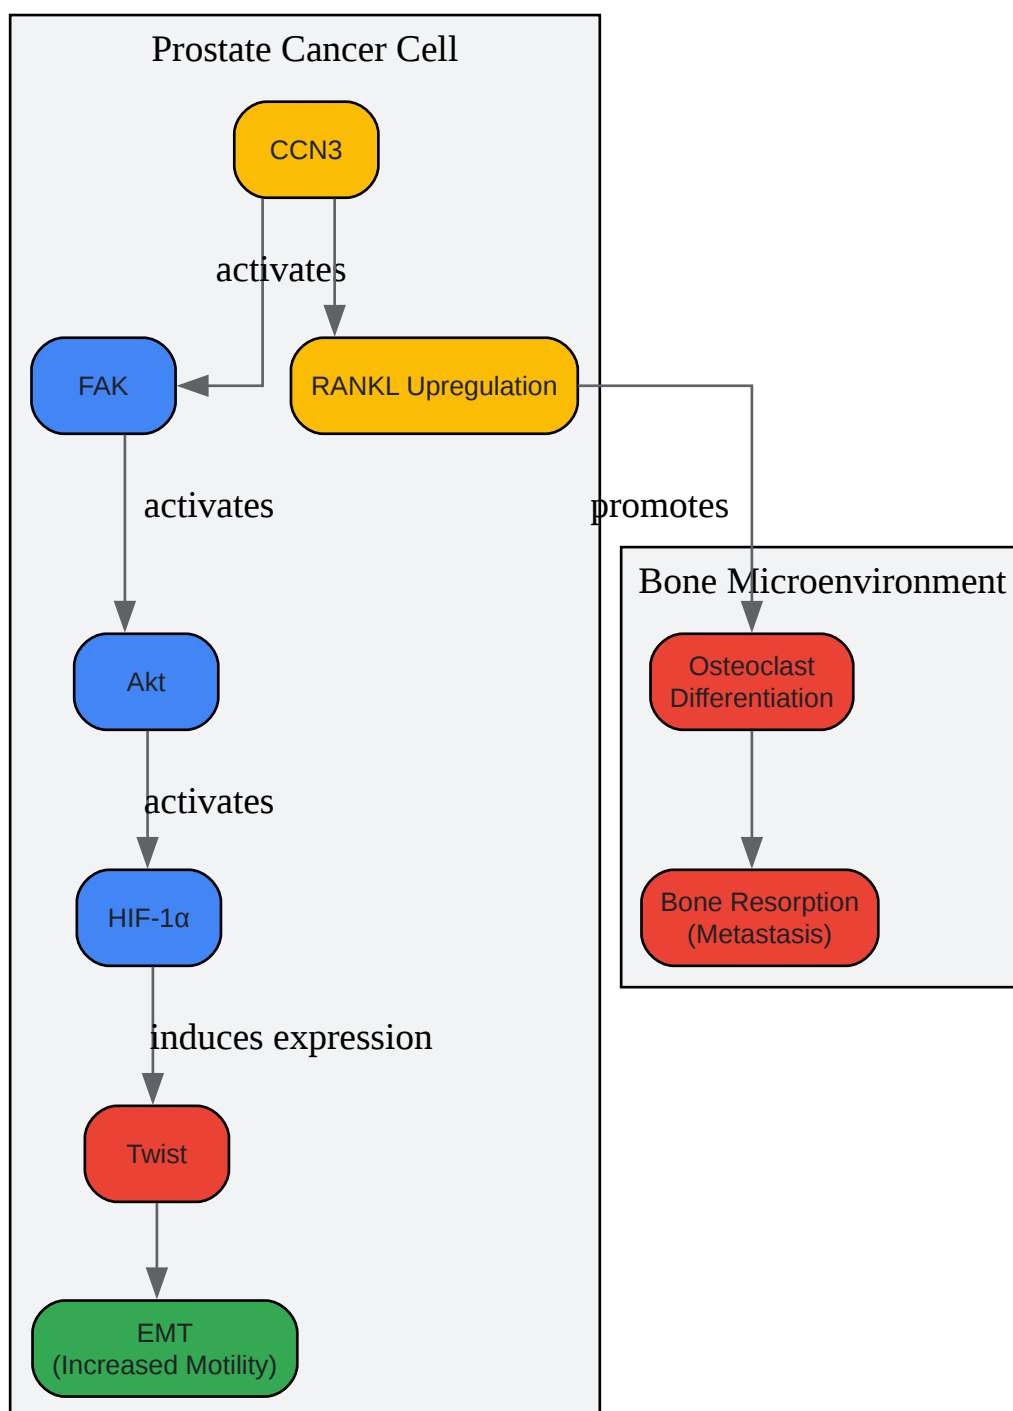 Prostate Cancer Cell
CCN3
activates
FAK
RANKL Upregulation
activates
promotes
Bone Microenvironment
Akt
Osteoclast
Differentiation
activates
HIF-1α
Bone Resorption
(Metastasis)
induces expression
Twist
EMT
(Increased Motility)